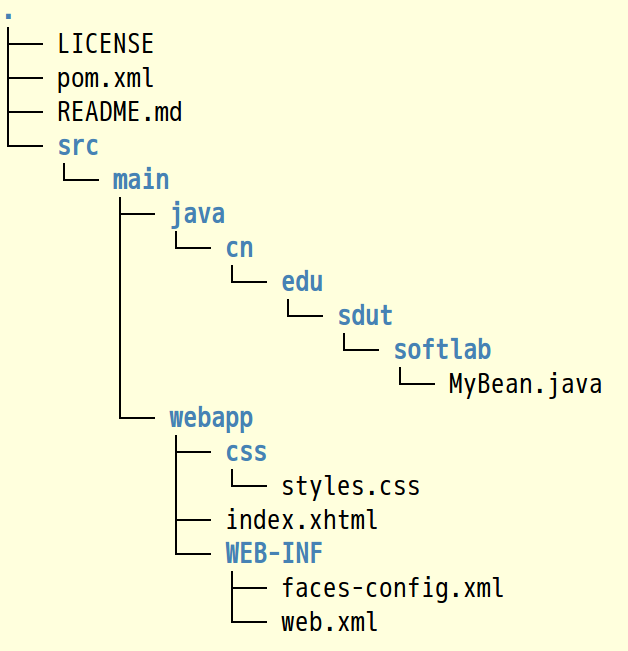 .
LICENSE
pom.xml
README.md
src
main
java
cn
edu
sdut
softlab
MyBean.java
webapp
css
styles.css
index.xhtml
WEB-INF
faces-config.xml
web.xml